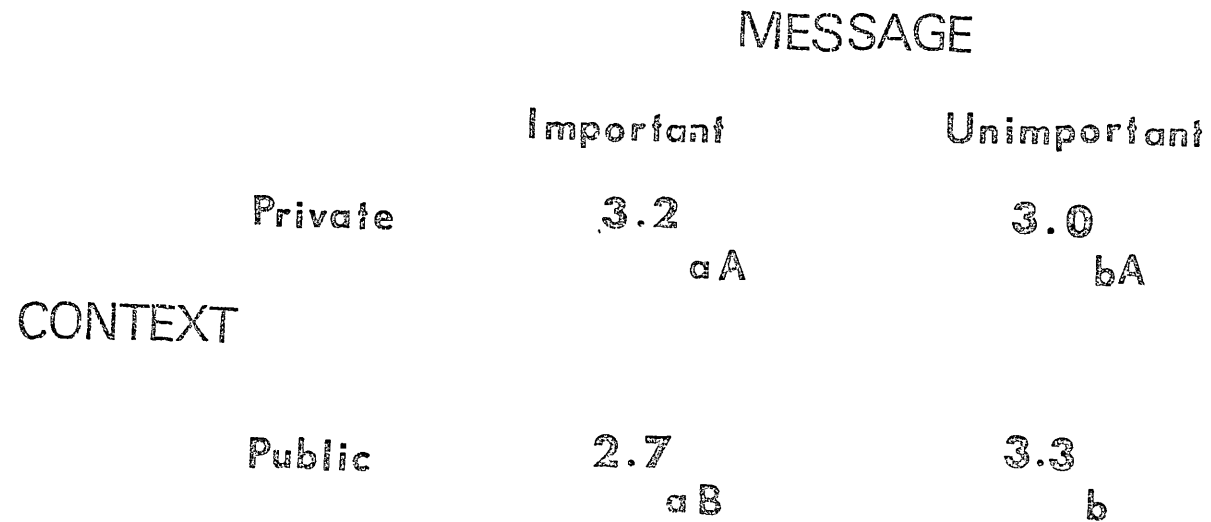 MESSAGE
Important Unimportant
Private 3.2 3.0
aA bA
CONTEXT
Public 2.7 3.3
aB b